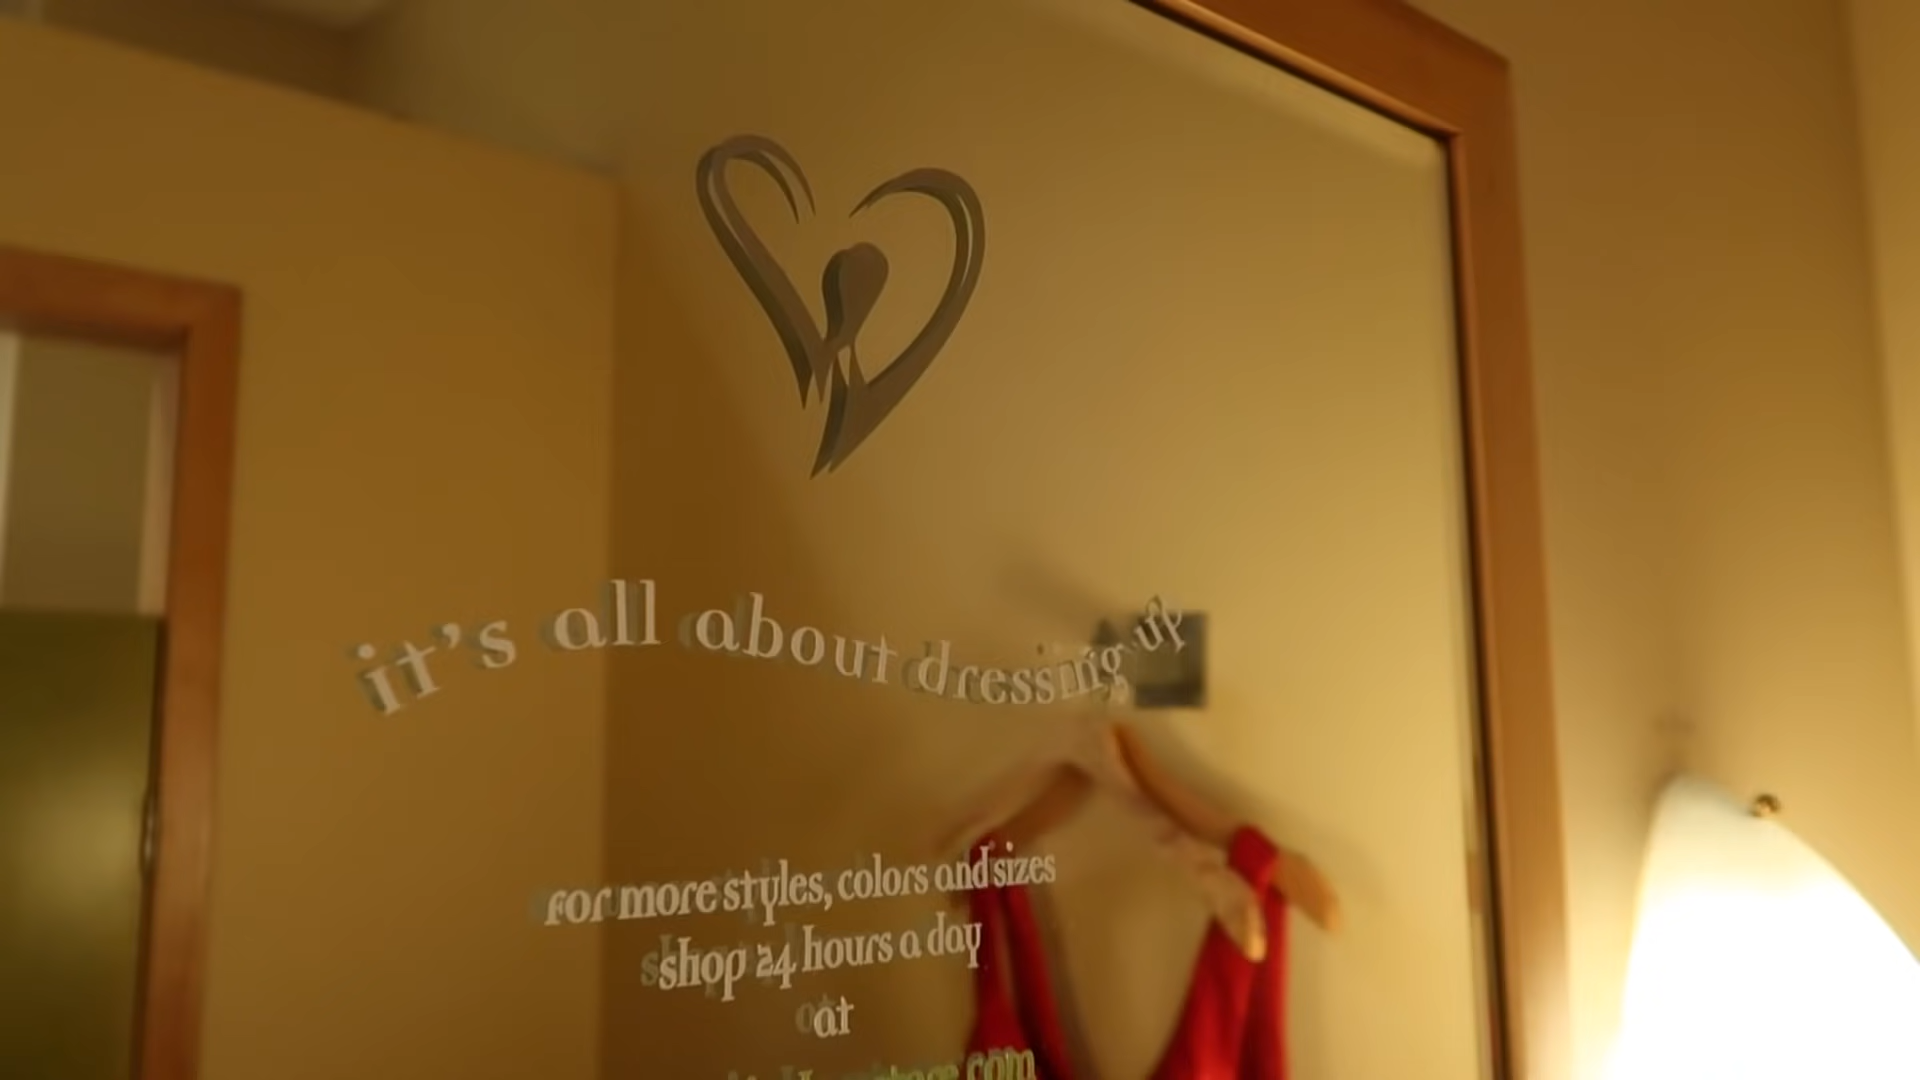 it's all about dressing up
for more styles, colors and sizes
shop 24 hours a day
at